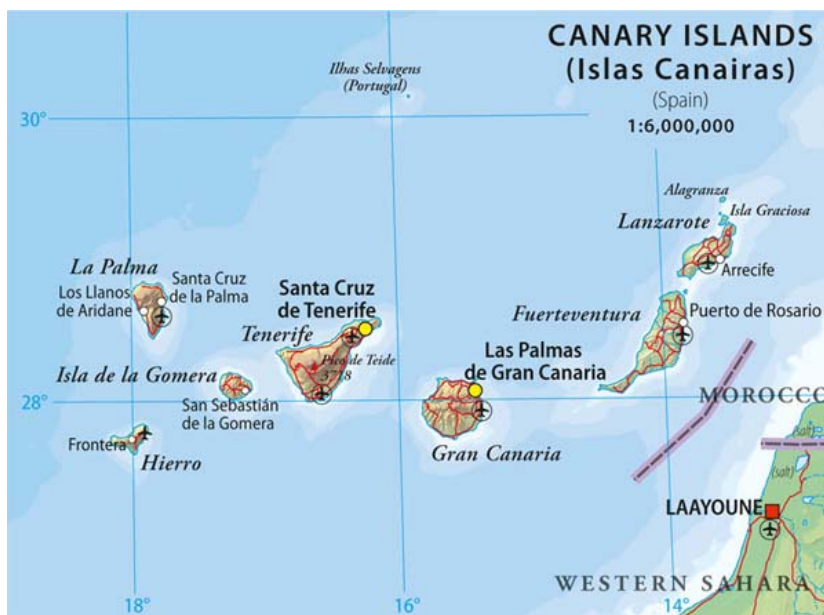 CANARY ISLANDS
(Islas Canairas)
(Spain)
1:6,000,000
Ilhas Selvagens
(Portugal)
30°
Alagranza
Isla Graciosa
Lanzarote
Arrecife
La Palma
Santa Cruz
de la Palma
Los Llanos
de Aridane
Santa Cruz
de Tenerife
Tenerife
Pico de Teide
3718
Fuerteventura
Puerto de Rosario
Las Palmas
de Gran Canaria
Isla de la Gomera
San Sebastián
de la Gomera
28°
MOROCCO
Frontera
Hierro
Gran Canaria
(salt)
(salt)
LAAYOUNE
WESTERN SAHARA
18°
16°
14°